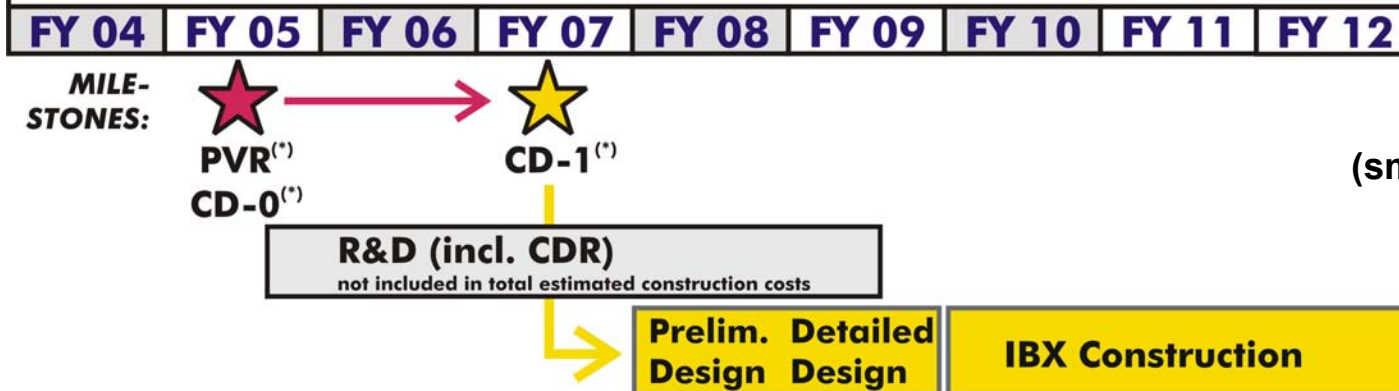 FY 04 FY 05 FY 06 FY 07 FY 08 FY 09 FY 10 FY 11 FY 12
MILE-
STONES:
PVR(*)
CD-0(*)
CD-1(*)
(sn
R&D (incl. CDR)
not included in total estimated construction costs
Prelim. Detailed
Design Design
IBX Construction